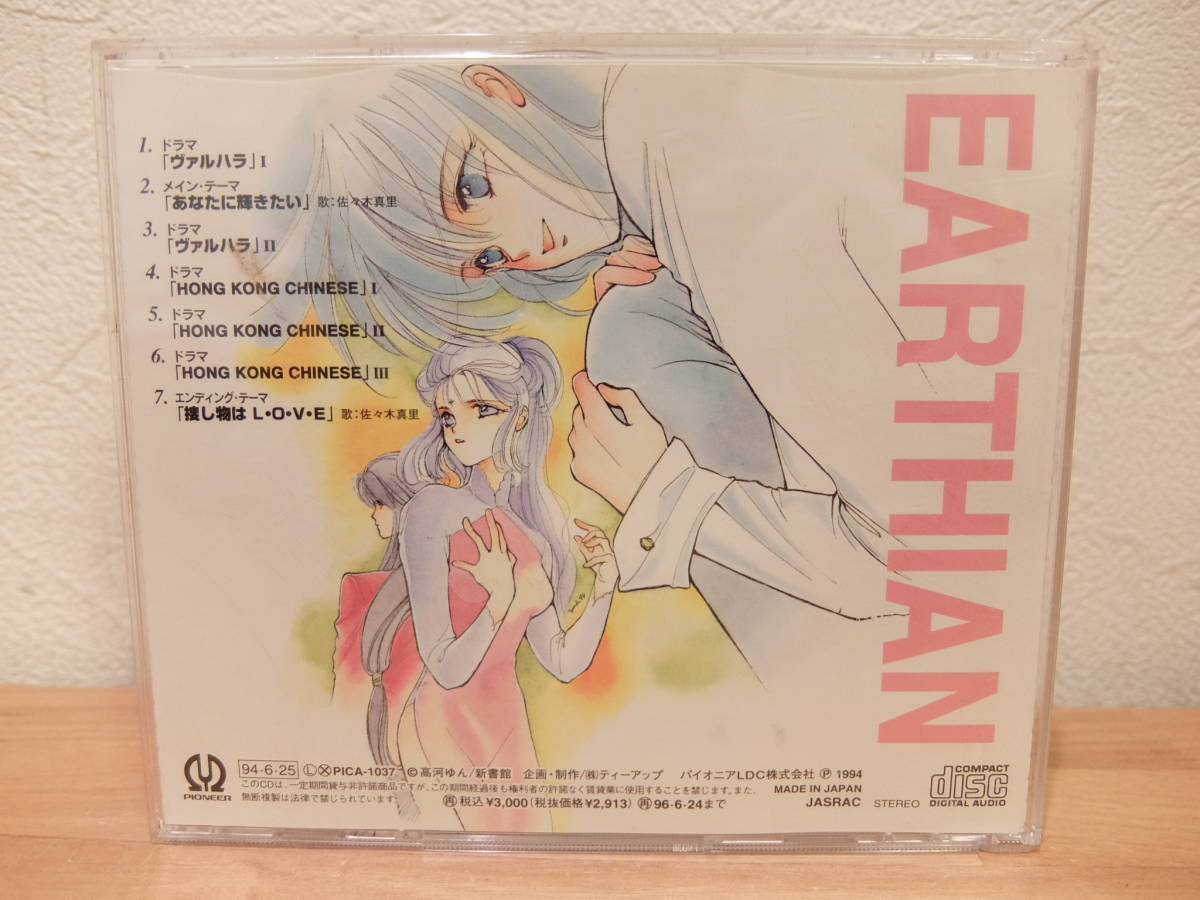 1. ドラマ
「ヴァルハラ」I
2. メイン・テーマ
「あなたに輝きたい」 歌：佐々木真里
3. ドラマ
「ヴァルハラ」II
4. ドラマ
「HONG KONG CHINESE」I
5. ドラマ
「HONG KONG CHINESE」II
6. ドラマ
「HONG KONG CHINESE」III
7. エンディング・テーマ
「捜し物は L・O・V・E」 歌：佐々木真里
EARTHIAN
PIONEER
94・6・25 Ⓛ Ⓧ PICA-1037 ©高河ゆん/新書館 企画・制作/㈱ティーアップ パイオニアLDC株式会社 Ⓟ 1994
このCDは、一定期間貸与非許諾商品ですが、この期間経過後も権利者の許諾なく賃貸業に使用することを禁じます。また、
無断複製は法律で禁じられています。
再税込¥3,000(税抜価格¥2,913) 再96・6・24まで
MADE IN JAPAN
JASRAC STEREO
COMPACT
disc
DIGITAL AUDIO